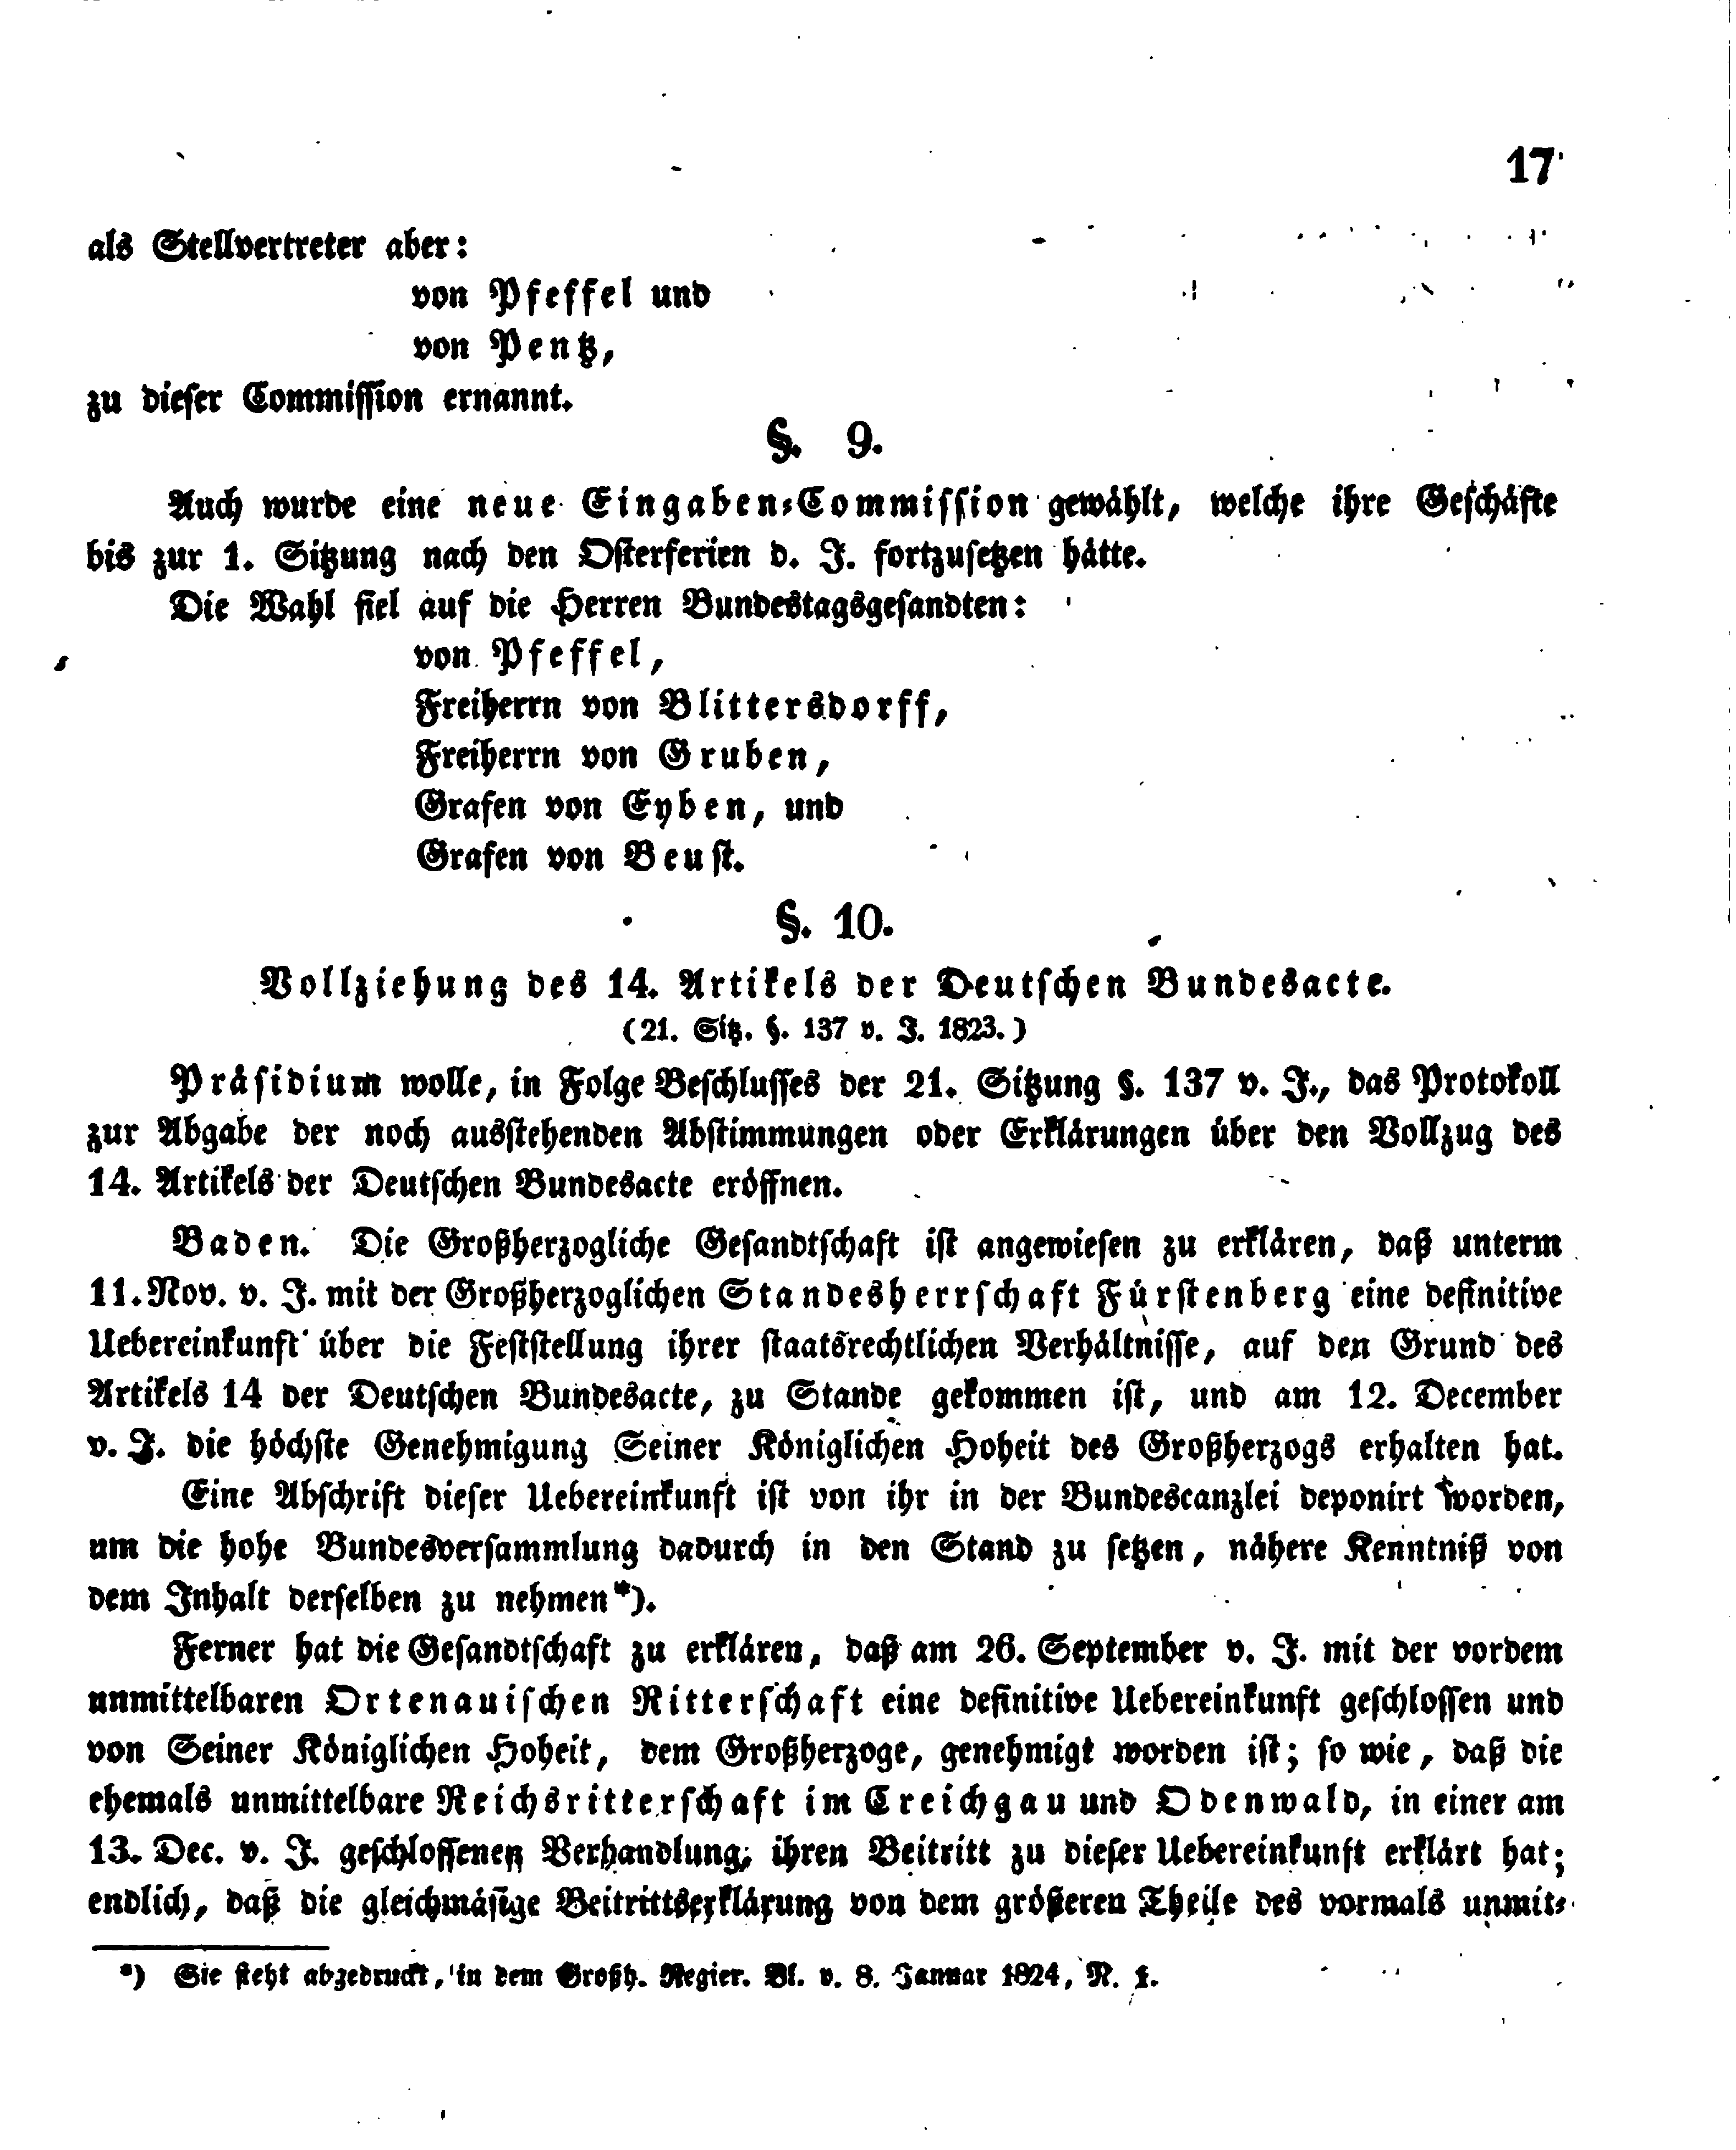 17
als Stellvertreter aber:
von Pfeffel und
von Pentz,
zu dieser Commission ernannt.
§. 9.
Auch wurde eine neue Eingaben-Commission gewählt, welche ihre Geschäfte
bis zur 1. Sitzung nach den Osterferien d. J. fortzusetzen hätte.
Die Wahl fiel auf die Herren Bundestagsgesandten:
von Pfeffel,
Freiherrn von Blittersdorff,
Freiherrn von Gruben,
Grafen von Eyben, und
Grafen von Beust.
§. 10.
Vollziehung des 14. Artikels der Deutschen Bundesacte.
(21. Sitz. §. 137 v. J. 1823.)
Präsidium wolle, in Folge Beschlusses der 21. Sitzung §. 137 v. J., das Protokoll
zur Abgabe der noch ausstehenden Abstimmungen oder Erklärungen über den Vollzug des
14. Artikels der Deutschen Bundesacte eröffnen.
Baden. Die Großherzogliche Gesandtschaft ist angewiesen zu erklären, daß unterm
11. Nov. v. J. mit der Großherzoglichen Standesherrschaft Fürstenberg eine definitive
Uebereinkunft über die Feststellung ihrer staatsrechtlichen Verhältnisse, auf den Grund des
Artikels 14 der Deutschen Bundesacte, zu Stande gekommen ist, und am 12. December
v. J. die höchste Genehmigung Seiner Königlichen Hoheit des Großherzogs erhalten hat.
Eine Abschrift dieser Uebereinkunft ist von ihr in der Bundescanzlei deponirt worden,
um die hohe Bundesversammlung dadurch in den Stand zu setzen, nähere Kenntniß von
dem Inhalt derselben zu nehmen*).
Ferner hat die Gesandtschaft zu erklären, daß am 26. September v. J. mit der vordem
unmittelbaren Ortenauischen Ritterschaft eine definitive Uebereinkunft geschlossen und
von Seiner Königlichen Hoheit, dem Großherzoge, genehmigt worden ist; so wie, daß die
ehemals unmittelbare Reichsritterschaft im Creichgau und Odenwald, in einer am
13. Dec. v. J. geschlossenen Verhandlung, ihren Beitritt zu dieser Uebereinkunft erklärt hat;
endlich, daß die gleichmäsige Beitrittserklärung von dem größeren Theile des vormals unmit-
*) Sie steht abgedruckt, in dem Großh. Regier. Bl. v. 8. Januar 1824, N. 1.